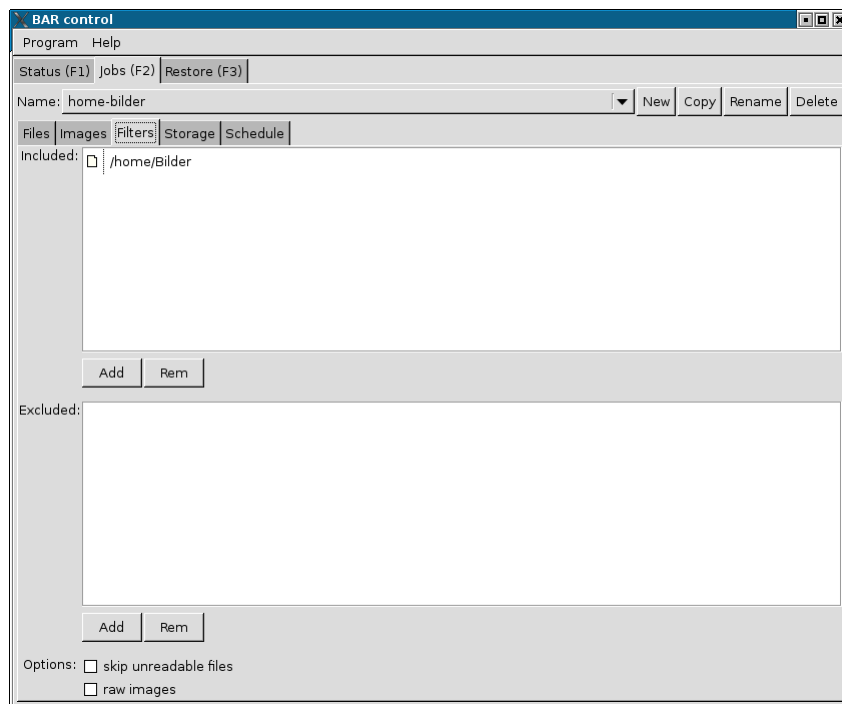 BAR control
Program Help
Status (F1) Jobs (F2) Restore (F3)
Name: home-bilder New Copy Rename Delete
Files Images Filters Storage Schedule
Included: /home/Bilder
Add Rem
Excluded:
Add Rem
Options: skip unreadable files
raw images